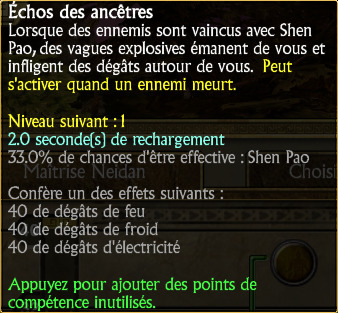 Échos des ancêtres
Lorsque des ennemis sont vaincus avec Shen
Pao, des vagues explosives émanent de vous et
infligent des dégâts autour de vous. Peut
s'activer quand un ennemi meurt.
Niveau suivant : 1
2.0 seconde(s) de rechargement
33.0% de chances d'être effective : Shen Pao
Maîtrise Neidan
Choisi
Confère un des effets suivants :
40 de dégâts de feu
40 de dégâts de froid
40 de dégâts d'électricité
Appuyez pour ajouter des points de
compétence inutilisés.